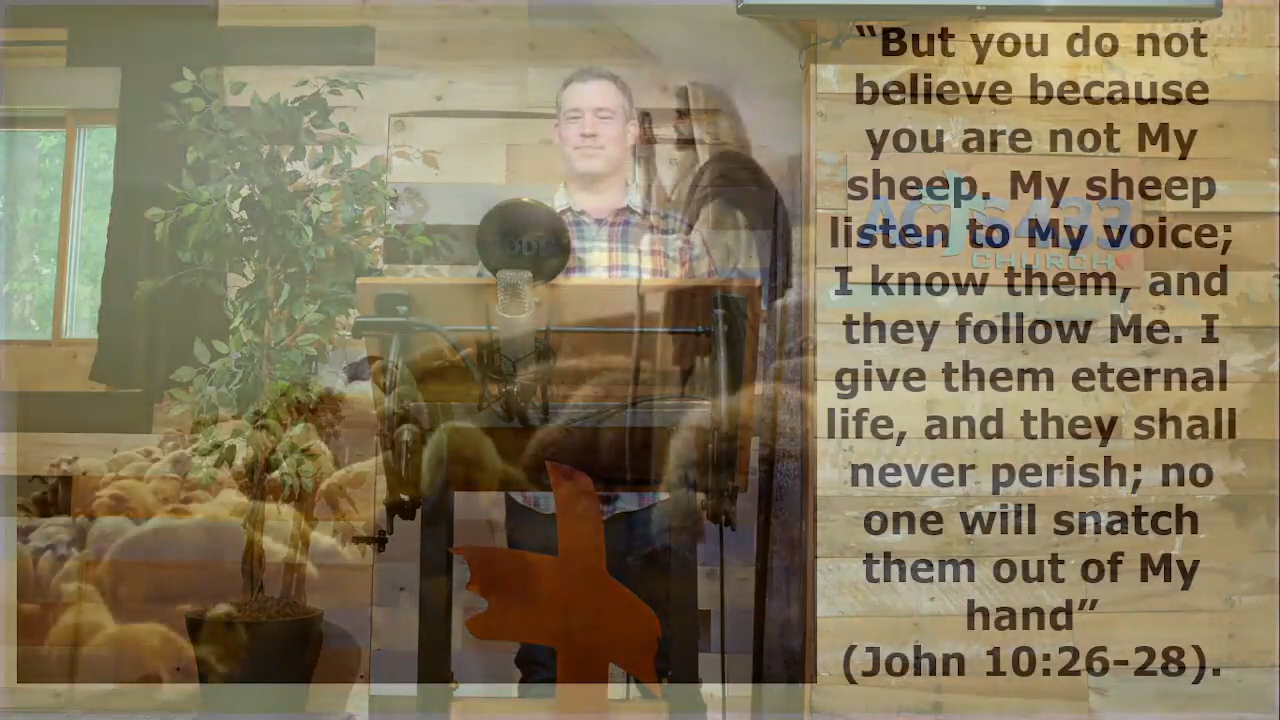 “But you do not
believe because
you are not My
sheep. My sheep
listen to My voice;
I know them, and
they follow Me. I
give them eternal
life, and they shall
never perish; no
one will snatch
them out of My
hand”
(John 10:26-28).
ACTS433
CHURCH